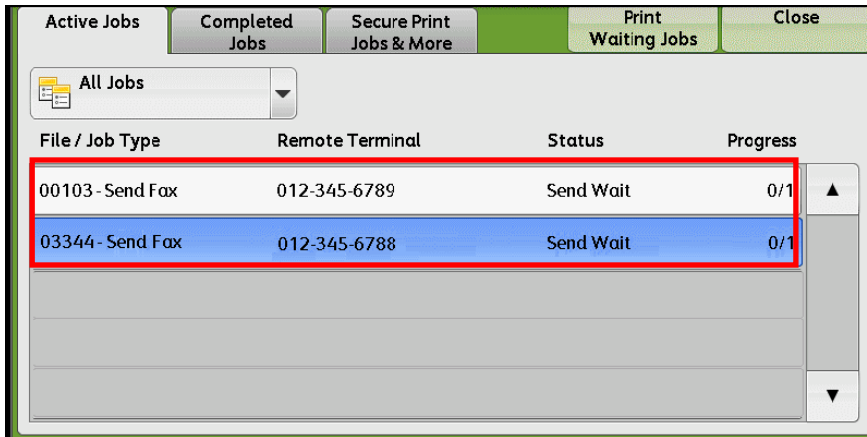 Active Jobs
Completed
Jobs
Secure Print
Jobs & More
Print
Waiting Jobs
Close
All Jobs
File / Job Type Remote Terminal Status Progress
00103 - Send Fax 012-345-6789 Send Wait 0/1
03344 - Send Fax 012-345-6788 Send Wait 0/1